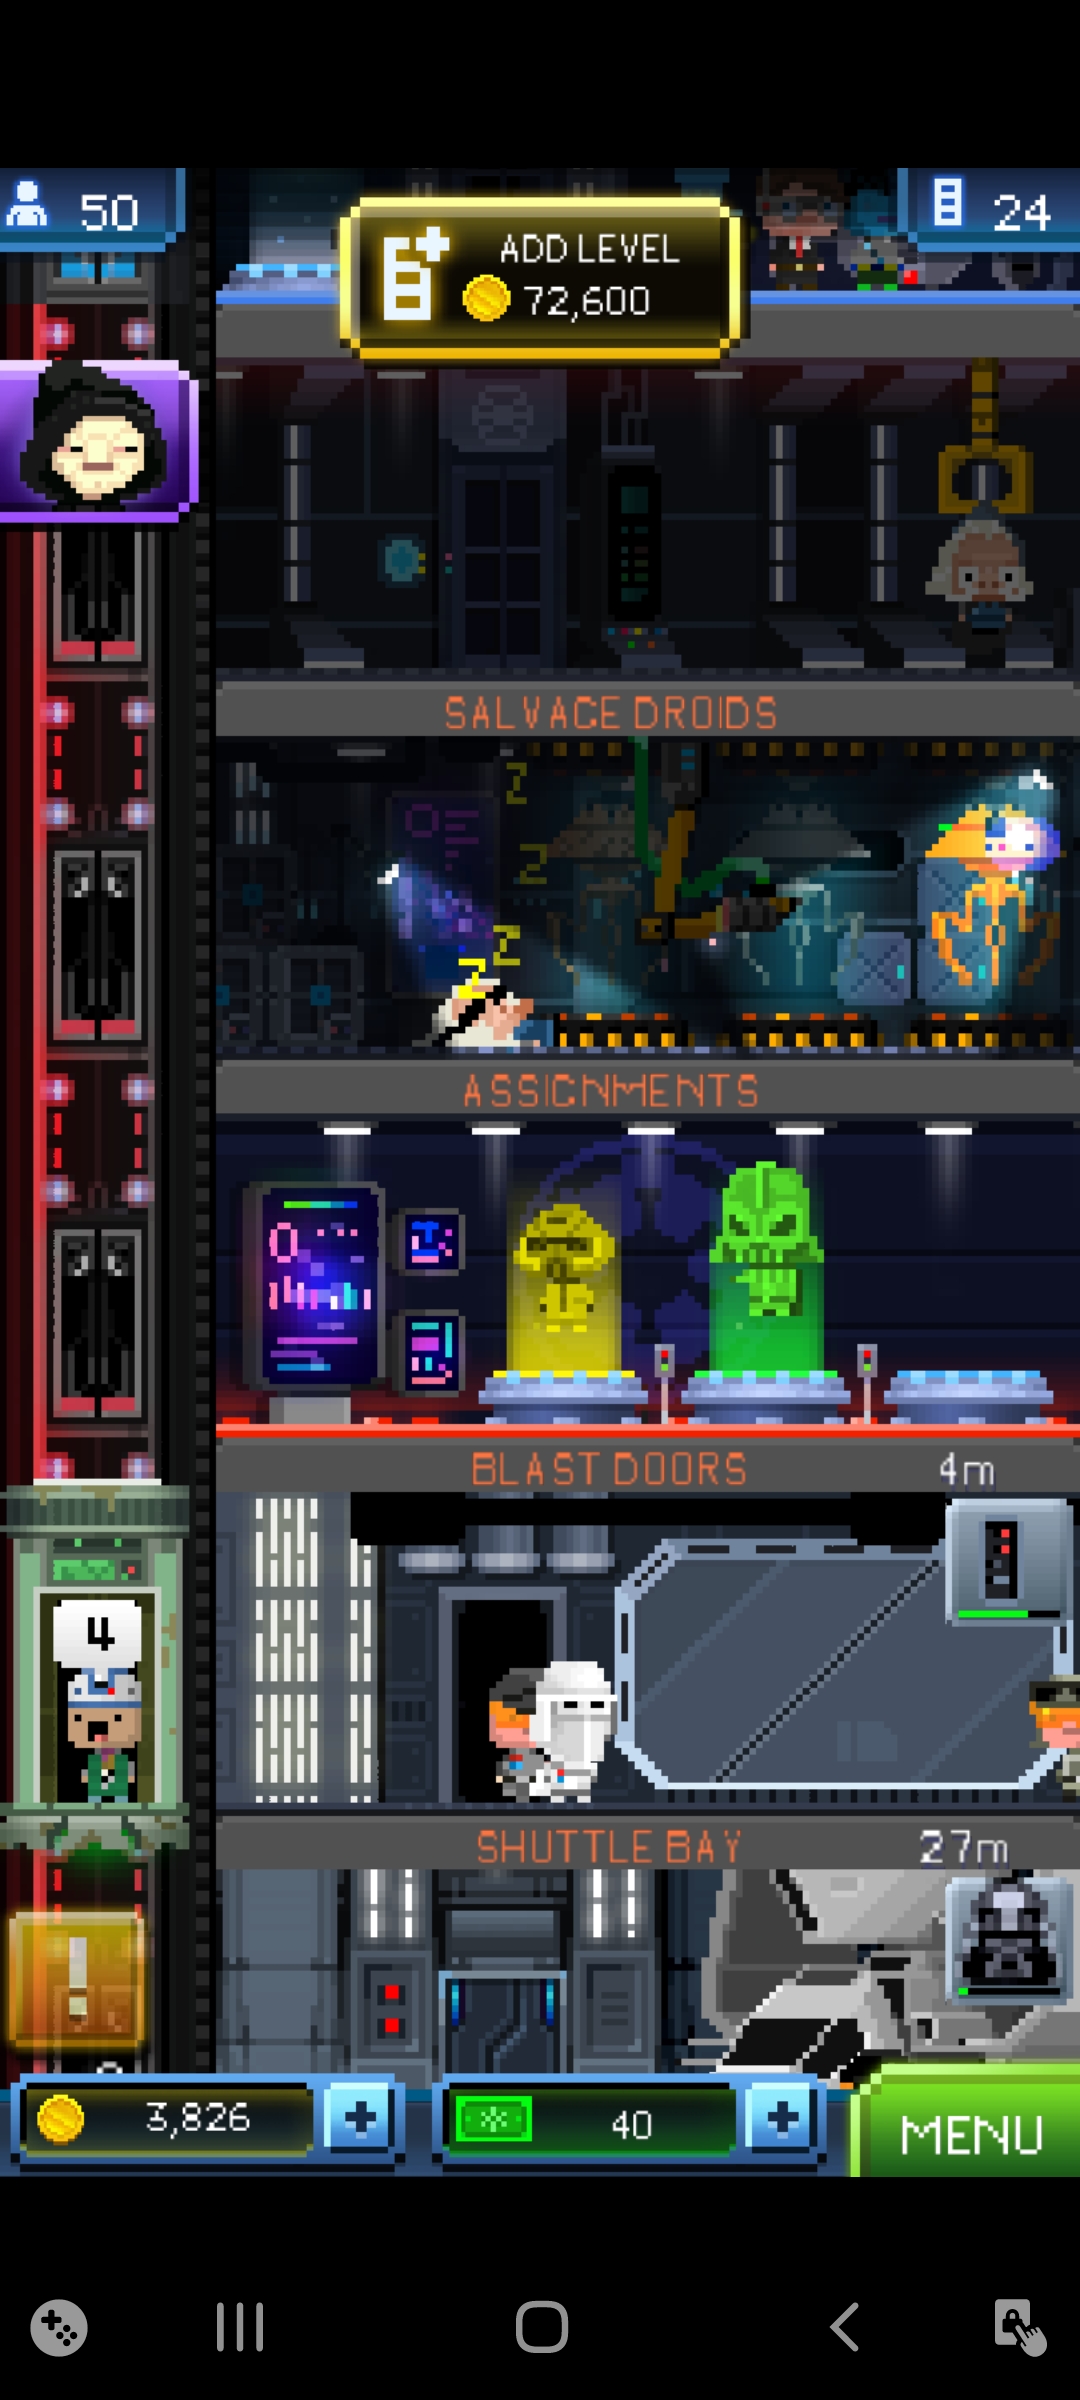 50
24
ADD LEVEL
72,600
SALVAGE DROIDS
Z
Z
Z
Z
ASSIGNMENTS
BLAST DOORS 4m
4
SHUTTLE BAY 27m
!
3,826 +
40 +
MENU